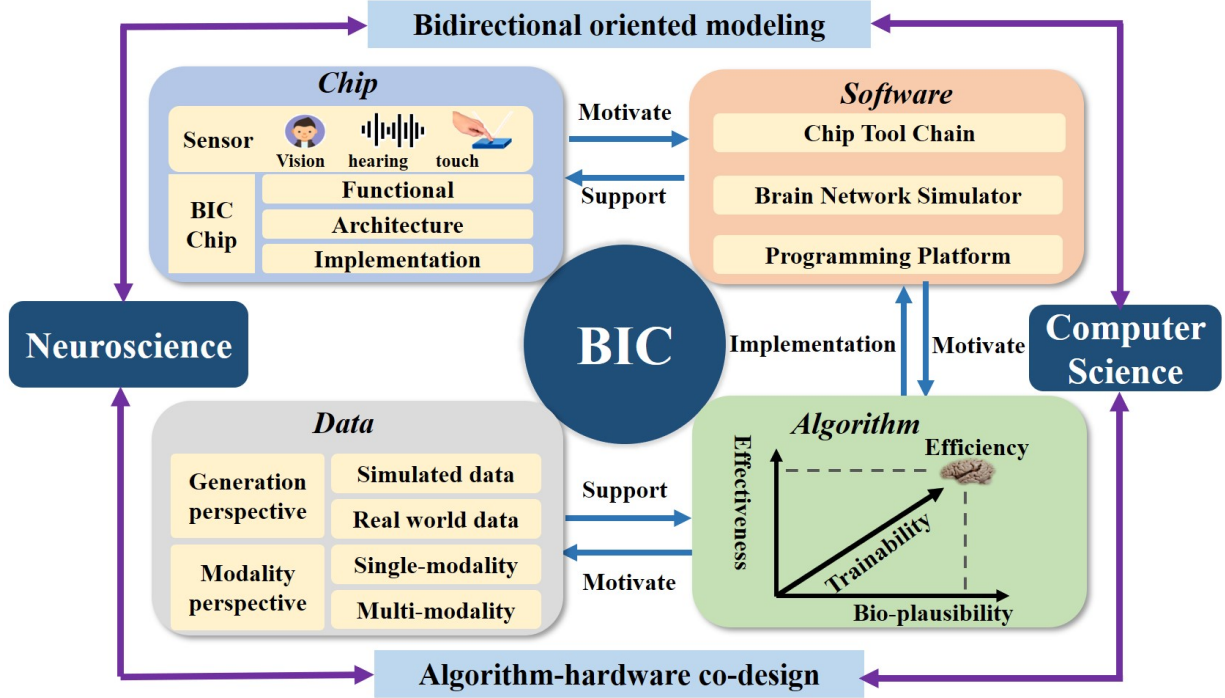 Bidirectional oriented modeling
Chip
Sensor
Vision
hearing
touch
BIC
Chip
Functional
Architecture
Implementation
Motivate
Support
Software
Chip Tool Chain
Brain Network Simulator
Programming Platform
Neuroscience
BIC
Implementation
Motivate
Computer
Science
Data
Generation
perspective
Simulated data
Real world data
Modality
perspective
Single-modality
Multi-modality
Support
Motivate
Algorithm
Effectiveness
Efficiency
Trainability
Bio-plausibility
Algorithm-hardware co-design